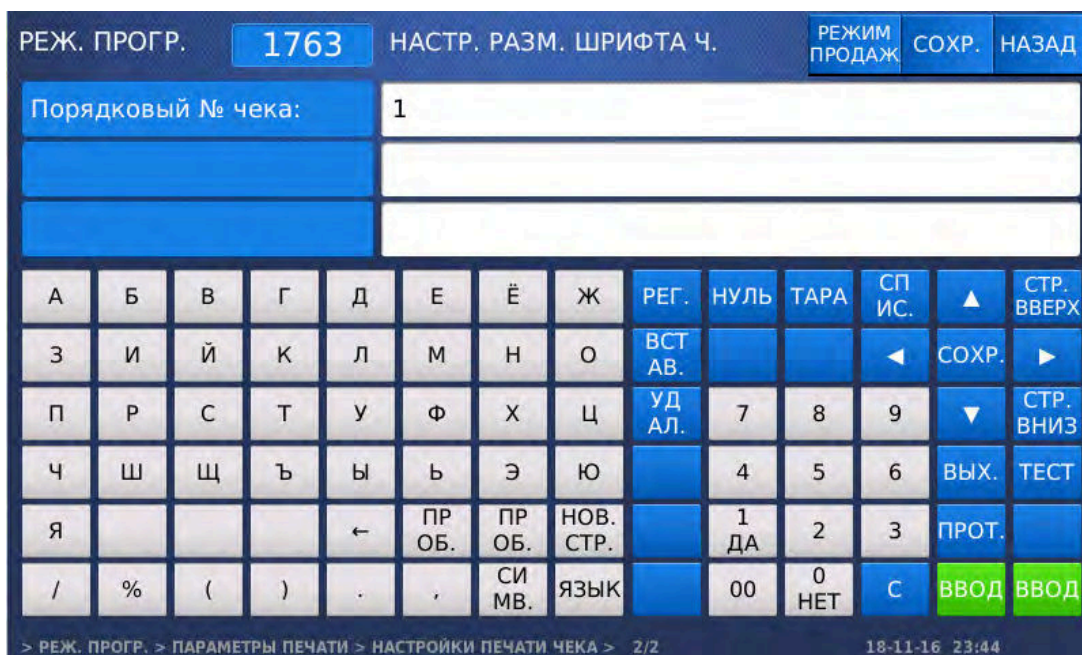 РЕЖ. ПРОГР. 1763 НАСТР. РАЗМ. ШРИФТА Ч. РЕЖИМ ПРОДАЖ СОХР. НАЗАД
Порядковый № чека: 1
А Б В Г Д Е Ё Ж РЕГ. НУЛЬ ТАРА СП ИС. ▲ СТР. ВВЕРХ
З И Й К Л М Н О ВСТ АВ. ◀ СОХР. ▶
П Р С Т У Ф Х Ц УД АЛ. 7 8 9 ▼ СТР. ВНИЗ
Ч Ш Щ Ъ Ы Ь Э Ю 4 5 6 ВЫХ. ТЕСТ
Я ← ПР ОБ. ПР ОБ. НОВ. СТР. 1 ДА 2 3 ПРОТ.
/ % ( ) . , СИ МВ. ЯЗЫК 00 0 НЕТ С ВВОД ВВОД
> РЕЖ. ПРОГР. > ПАРАМЕТРЫ ПЕЧАТИ > НАСТРОЙКИ ПЕЧАТИ ЧЕКА > 2/2 18-11-16 23:44